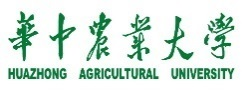 華中農業大學
HUAZHONG AGRICULTURAL UNIVERSITY